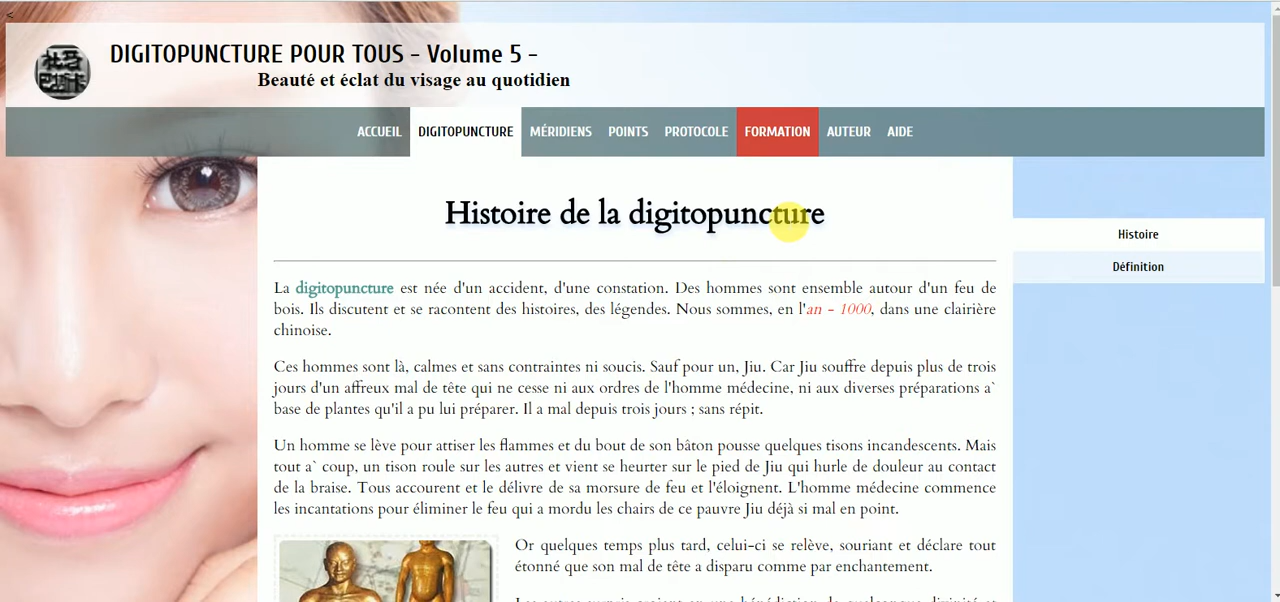 <
DIGITOPUNCTURE POUR TOUS - Volume 5 -
Beauté et éclat du visage au quotidien
ACCUEIL DIGITOPUNCTURE MÉRIDIENS POINTS PROTOCOLE FORMATION AUTEUR AIDE
Histoire de la digitopuncture
Histoire
Définition
La digitopuncture est née d'un accident, d'une constation. Des hommes sont ensemble autour d'un feu de
bois. Ils discutent et se racontent des histoires, des légendes. Nous sommes, en l'an - 1000, dans une clairière
chinoise.
Ces hommes sont là, calmes et sans contraintes ni soucis. Sauf pour un, Jiu. Car Jiu souffre depuis plus de trois
jours d'un affreux mal de tête qui ne cesse ni aux ordres de l'homme médecine, ni aux diverses préparations a`
base de plantes qu'il a pu lui préparer. Il a mal depuis trois jours ; sans répit.
Un homme se lève pour attiser les flammes et du bout de son bâton pousse quelques tisons incandescents. Mais
tout a` coup, un tison roule sur les autres et vient se heurter sur le pied de Jiu qui hurle de douleur au contact
de la braise. Tous accourent et le délivre de sa morsure de feu et l'éloignent. L'homme médecine commence
les incantations pour éliminer le feu qui a mordu les chairs de ce pauvre Jiu déjà si mal en point.
Or quelques temps plus tard, celui-ci se relève, souriant et déclare tout
étonné que son mal de tête a disparu comme par enchantement.